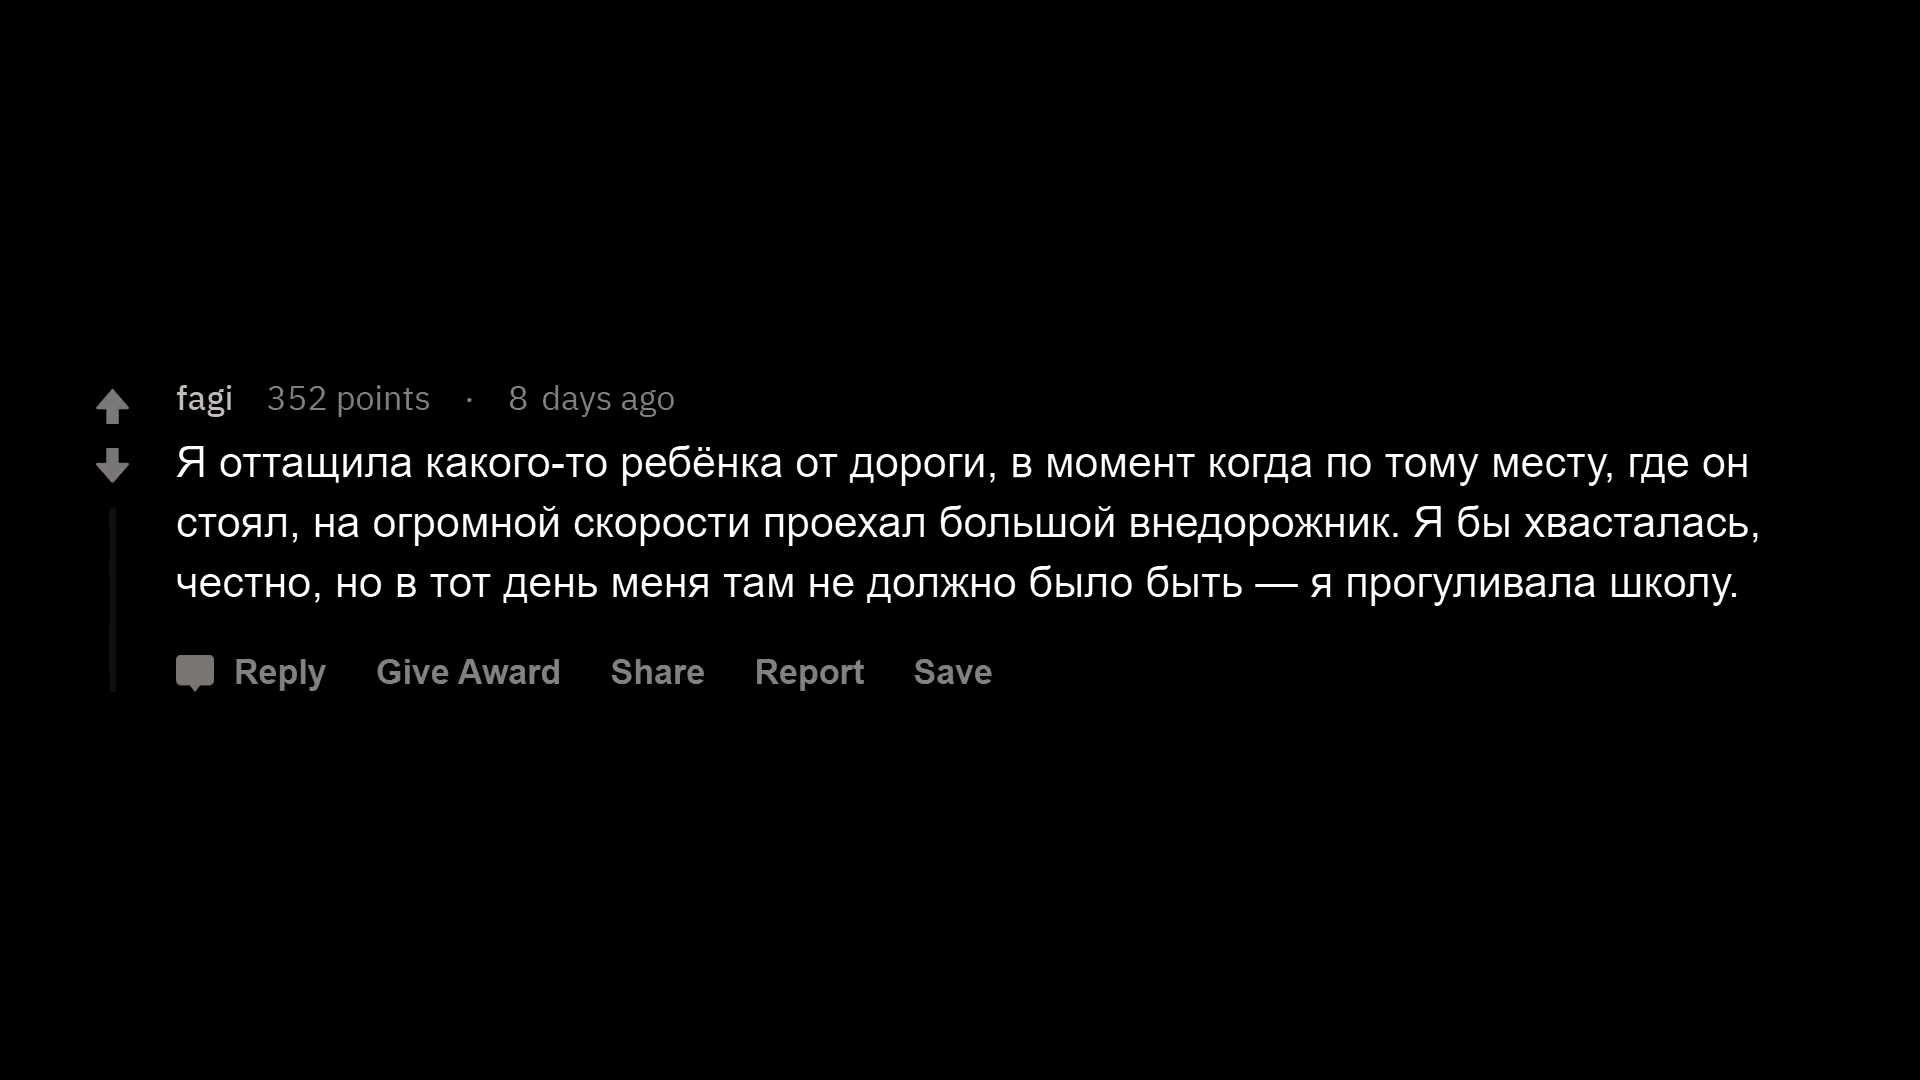 fagi 352 points · 8 days ago
Я оттащила какого-то ребёнка от дороги, в момент когда по тому месту, где он
стоял, на огромной скорости проехал большой внедорожник. Я бы хвасталась,
честно, но в тот день меня там не должно было быть — я прогуливала школу.
Reply Give Award Share Report Save